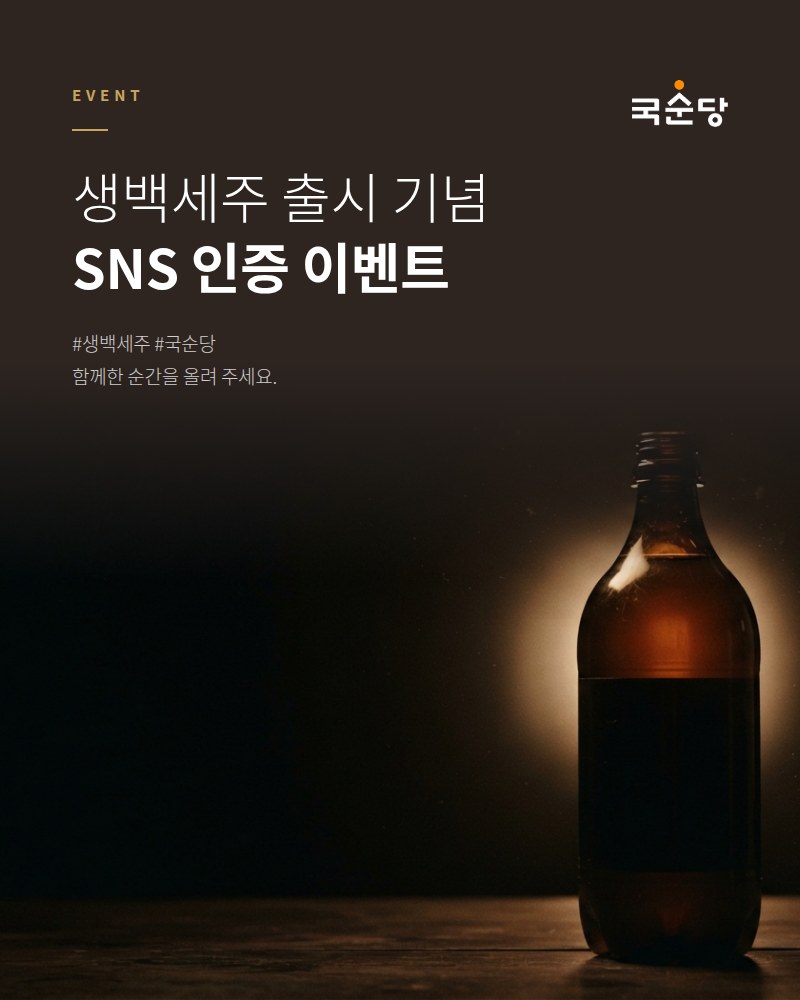 EVENT
국순당
생백세주 출시 기념
SNS 인증 이벤트
#생백세주 #국순당
함께한 순간을 올려 주세요.